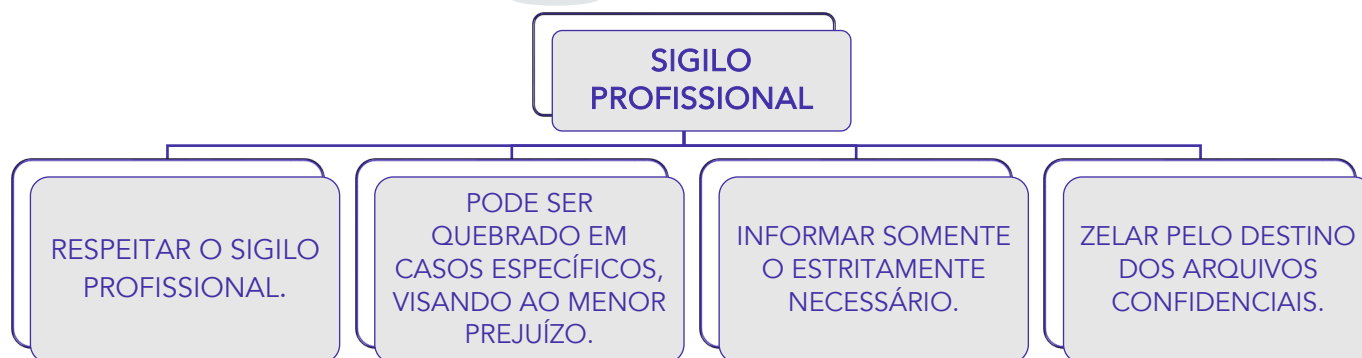 SIGILO
PROFISSIONAL
RESPEITAR O SIGILO
PROFISSIONAL.
PODE SER
QUEBRADO EM
CASOS ESPECÍFICOS,
VISANDO AO MENOR
PREJUÍZO.
INFORMAR SOMENTE
O ESTRITAMENTE
NECESSÁRIO.
ZELAR PELO DESTINO
DOS ARQUIVOS
CONFIDENCIAIS.